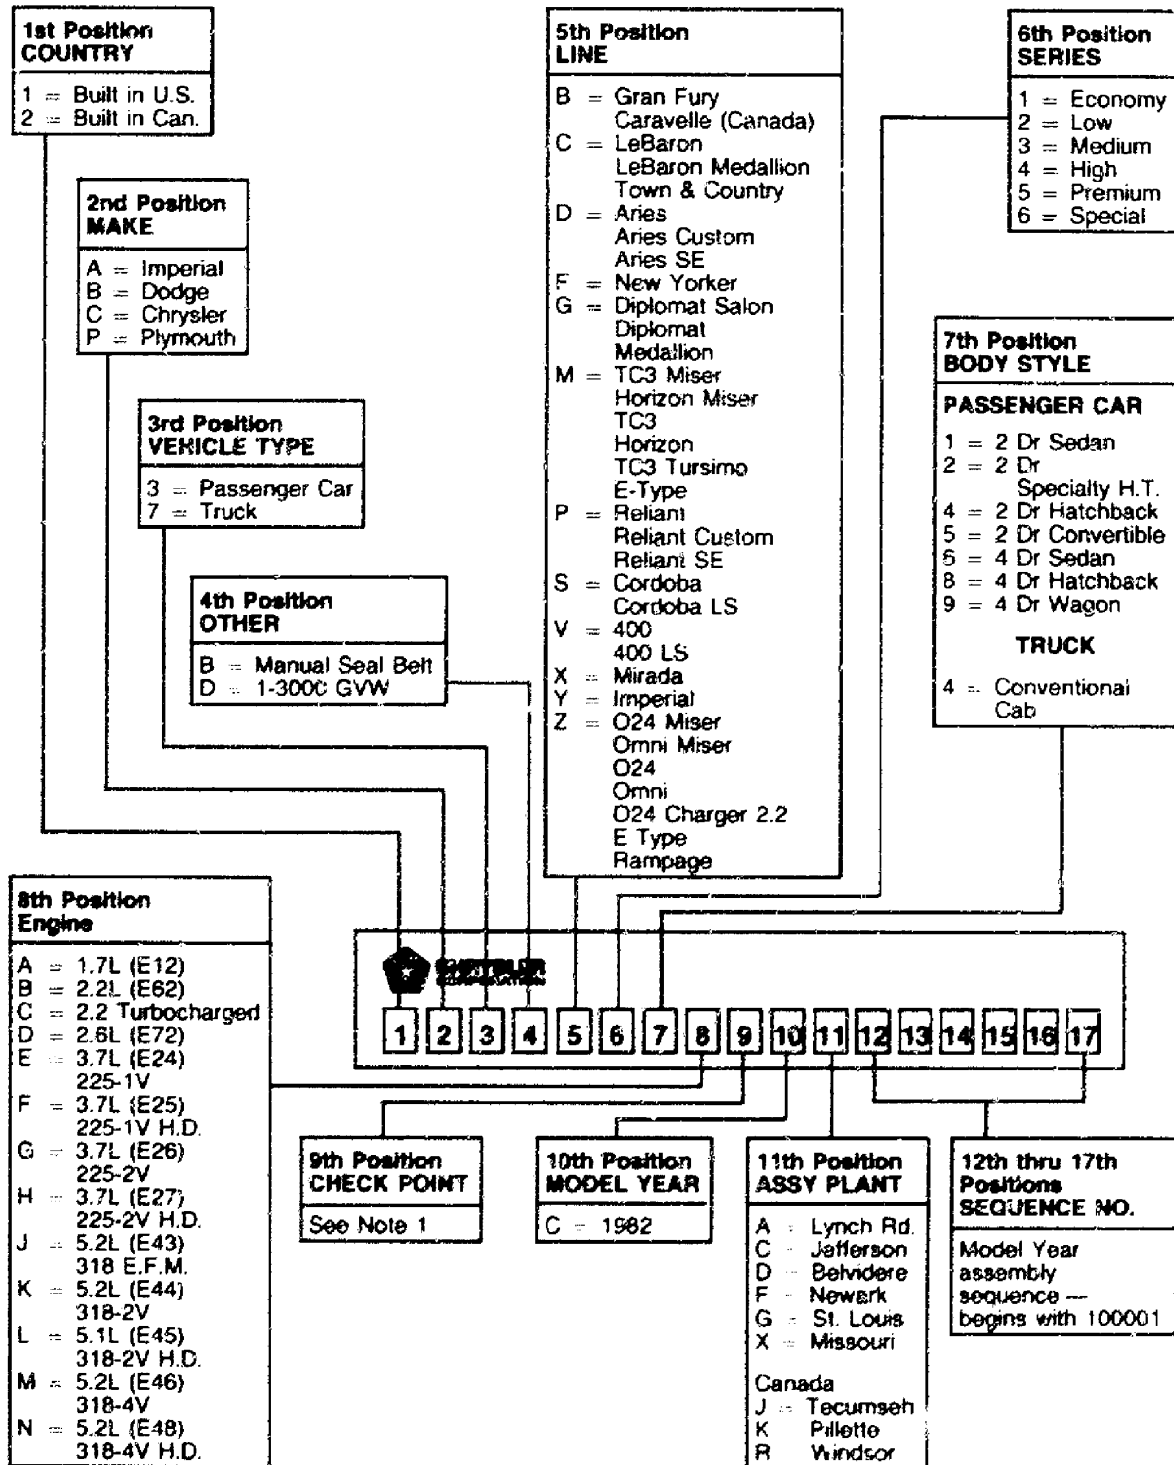 1st Position
COUNTRY
1 = Built in U.S.
2 = Built in Can.
2nd Position
MAKE
A = Imperial
B = Dodge
C = Chrysler
P = Plymouth
3rd Position
VEHICLE TYPE
3 = Passenger Car
7 = Truck
4th Position
OTHER
B = Manual Seal Belt
D = 1-3000 GVW
5th Position
LINE
B = Gran Fury
Caravelle (Canada)
C = LeBaron
LeBaron Medallion
Town & Country
D = Aries
Aries Custom
Aries SE
F = New Yorker
G = Diplomat Salon
Diplomat
Medallion
M = TC3 Miser
Horizon Miser
TC3
Horizon
TC3 Tursimo
E-Type
P = Reliant
Reliant Custom
Reliant SE
S = Cordoba
Cordoba LS
V = 400
400 LS
X = Mirada
Y = Imperial
Z = O24 Miser
Omni Miser
O24
Omni
O24 Charger 2.2
E Type
Rampage
6th Position
SERIES
1 = Economy
2 = Low
3 = Medium
4 = High
5 = Premium
6 = Special
7th Position
BODY STYLE
PASSENGER CAR
1 = 2 Dr Sedan
2 = 2 Dr
Specialty H.T.
4 = 2 Dr Hatchback
5 = 2 Dr Convertible
6 = 4 Dr Sedan
8 = 4 Dr Hatchback
9 = 4 Dr Wagon
TRUCK
4 = Conventional
Cab
8th Position
Engine
A = 1.7L (E12)
B = 2.2L (E62)
C = 2.2 Turbocharged
D = 2.6L (E72)
E = 3.7L (E24)
225-1V
F = 3.7L (E25)
225-1V H.D.
G = 3.7L (E26)
225-2V
H = 3.7L (E27)
225-2V H.D.
J = 5.2L (E43)
318 E.F.M.
K = 5.2L (E44)
318-2V
L = 5.1L (E45)
318-2V H.D.
M = 5.2L (E46)
318-4V
N = 5.2L (E48)
318-4V H.D.
CHRYSLER
CORPORATION
1 2 3 4 5 6 7 8 9 10 11 12 13 14 15 16 17
9th Position
CHECK POINT
See Note 1
10th Position
MODEL YEAR
C = 1982
11th Position
ASSY PLANT
A = Lynch Rd.
C = Jefferson
D = Belvidere
F = Newark
G = St. Louis
X = Missouri
Canada
J = Tecumseh
K Pillette
R Windsor
12th thru 17th
Positions
SEQUENCE NO.
Model Year
assembly
sequence —
begins with 100001